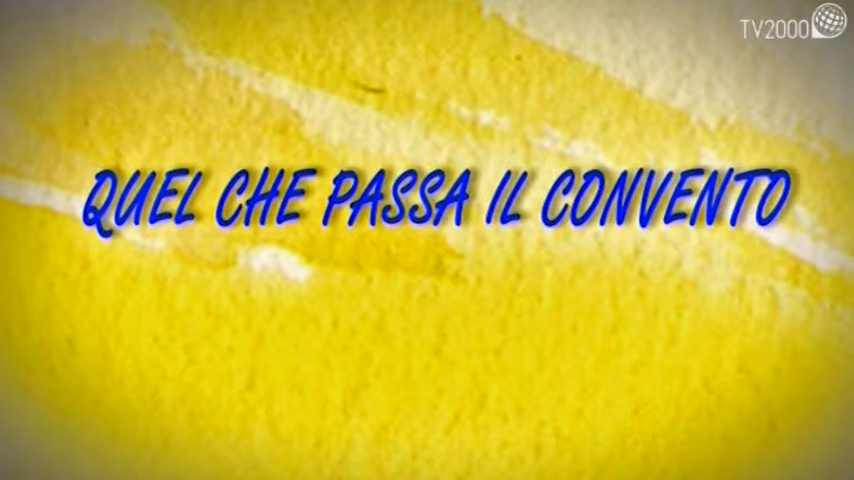 TV2000
QUEL CHE PASSA IL CONVENTO